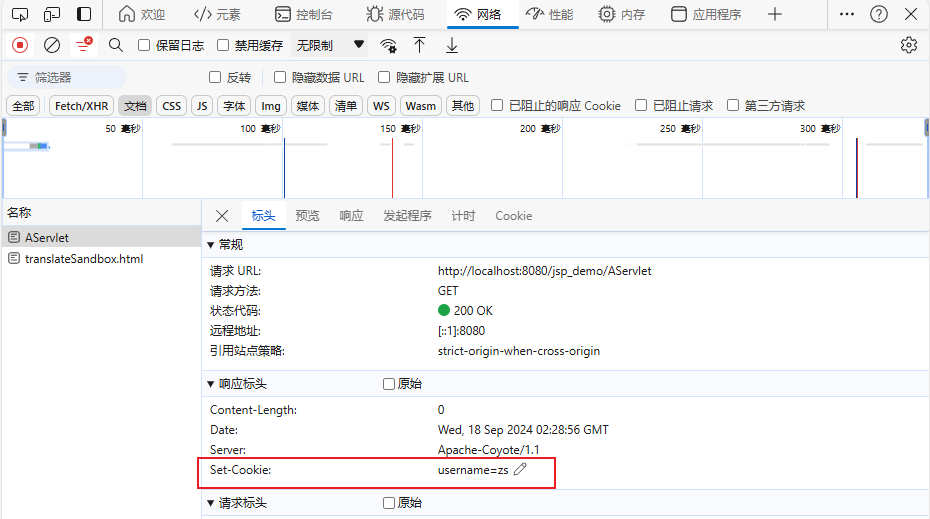 欢迎 </> 元素 控制台 源代码 网络 性能 内存 应用程序
保留日志 禁用缓存 无限制
筛选器 反转 隐藏数据 URL 隐藏扩展 URL
全部 Fetch/XHR 文档 CSS JS 字体 Img 媒体 清单 WS Wasm 其他 已阻止的响应 Cookie 已阻止请求 第三方请求
50 毫秒 100 毫秒 150 毫秒 200 毫秒 250 毫秒 300 毫秒
名称 标头 预览 响应 发起程序 计时 Cookie
AServlet
translateSandbox.html
常规
请求 URL: http://localhost:8080/jsp_demo/AServlet
请求方法: GET
状态代码: 200 OK
远程地址: [::1]:8080
引用站点策略: strict-origin-when-cross-origin
响应标头 原始
Content-Length: 0
Date: Wed, 18 Sep 2024 02:28:56 GMT
Server: Apache-Coyote/1.1
Set-Cookie: username=zs
请求标头 原始